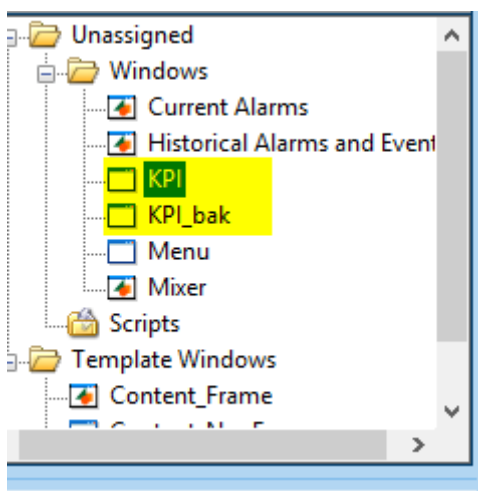 Unassigned
Windows
Current Alarms
Historical Alarms and Event
KPI
KPI_bak
Menu
Mixer
Scripts
Template Windows
Content_Frame